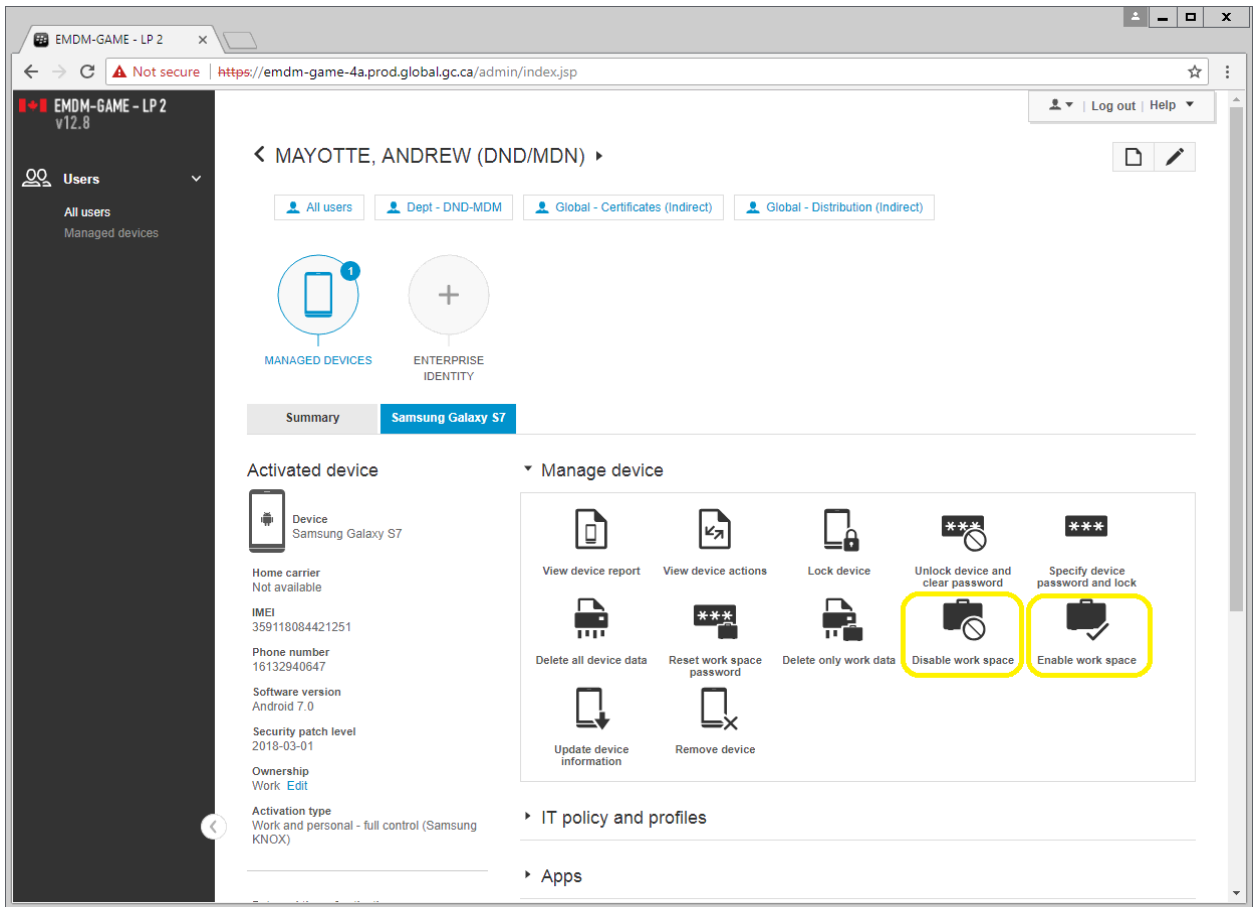 EMDM-GAME - LP 2
Not secure | https://emdm-game-4a.prod.global.gc.ca/admin/index.jsp
EMDM-GAME - LP 2
v12.8
Log out | Help
MAYOTTE, ANDREW (DND/MDN)
Users
All users
Managed devices
All users
Dept - DND-MDM
Global - Certificates (Indirect)
Global - Distribution (Indirect)
1
MANAGED DEVICES
ENTERPRISE
IDENTITY
Summary
Samsung Galaxy S7
Activated device
Device
Samsung Galaxy S7
Home carrier
Not available
IMEI
359118084421251
Phone number
16132940647
Software version
Android 7.0
Security patch level
2018-03-01
Ownership
Work Edit
Activation type
Work and personal - full control (Samsung
KNOX)
Manage device
View device report
View device actions
Lock device
Unlock device and
clear password
Specify device
password and lock
Delete all device data
Reset work space
password
Delete only work data
Disable work space
Enable work space
Update device
information
Remove device
IT policy and profiles
Apps